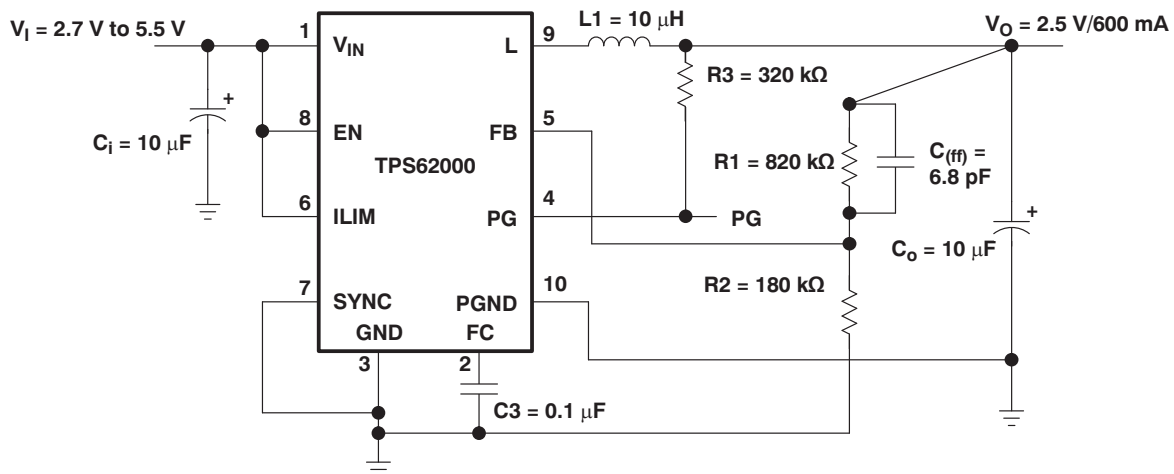 V_I = 2.7 V to 5.5 V
1
V_IN
L
9
L1 = 10 μH
V_O = 2.5 V/600 mA
R3 = 320 kΩ
+
C_i = 10 μF
8
EN
FB
5
TPS62000
R1 = 820 kΩ
C_(ff) =
6.8 pF
6
ILIM
PG
4
PG
+
C_o = 10 μF
7
SYNC
PGND
10
R2 = 180 kΩ
GND
FC
3
2
C3 = 0.1 μF